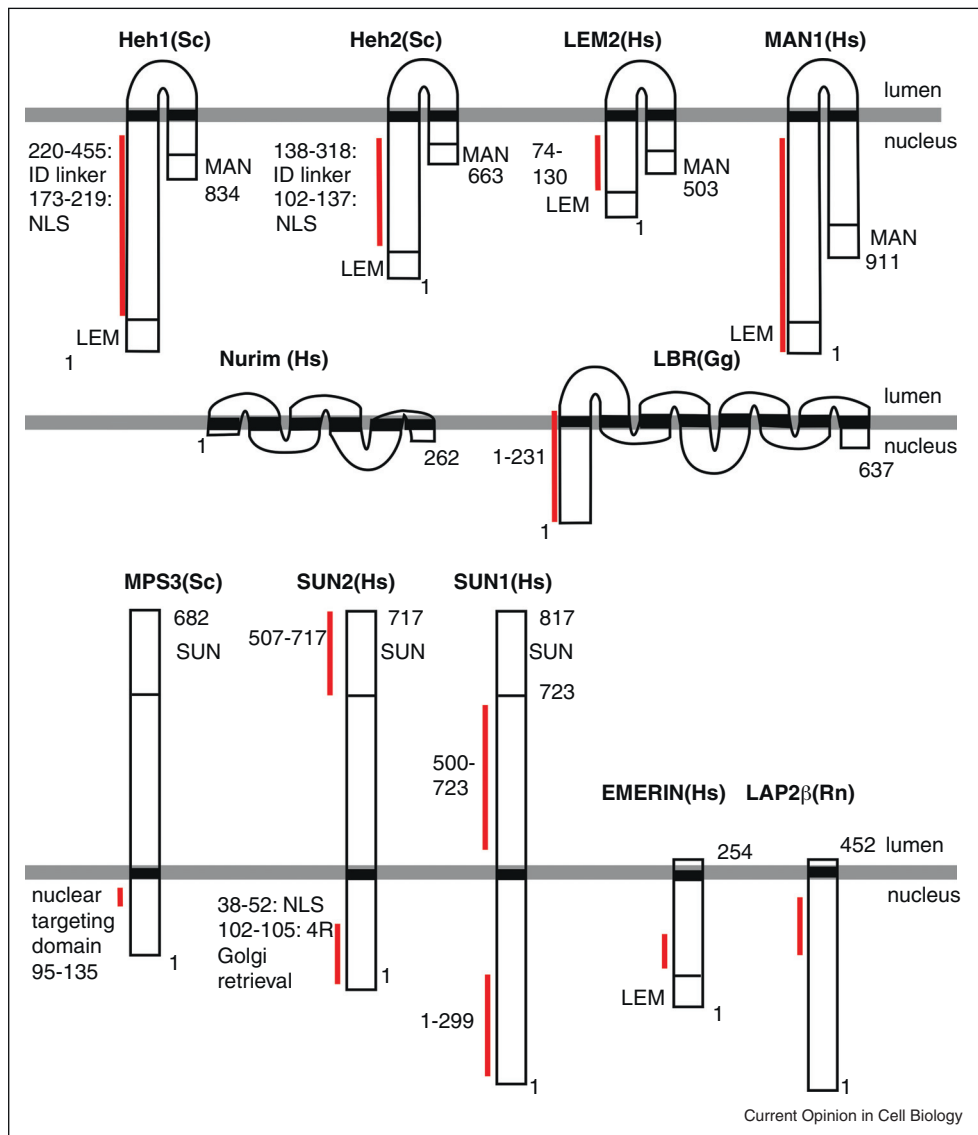 Heh1(Sc)
Heh2(Sc)
LEM2(Hs)
MAN1(Hs)
lumen
nucleus
220-455:
ID linker
173-219:
NLS
MAN
834
LEM
1
138-318:
ID linker
102-137:
NLS
MAN
663
LEM
1
74-
130
LEM
MAN
503
1
MAN
911
LEM
1
Nurim (Hs)
LBR(Gg)
lumen
nucleus
1
262
1-231
1
637
MPS3(Sc)
SUN2(Hs)
SUN1(Hs)
682
SUN
507-717
717
SUN
817
SUN
723
500-
723
EMERIN(Hs)
LAP2β(Rn)
254
452
lumen
nucleus
nuclear
targeting
domain
95-135
1
38-52: NLS
102-105: 4R
Golgi
retrieval
1
1-299
1
LEM
1
1
Current Opinion in Cell Biology